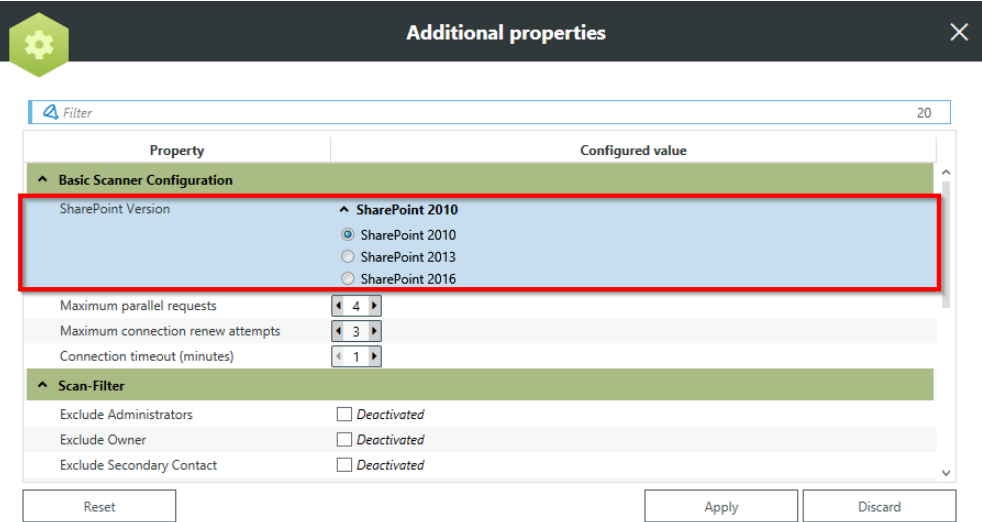 Additional properties
Filter 20
Property Configured value
Basic Scanner Configuration
SharePoint Version SharePoint 2010
SharePoint 2010
SharePoint 2013
SharePoint 2016
Maximum parallel requests 4
Maximum connection renew attempts 3
Connection timeout (minutes) 1
Scan-Filter
Exclude Administrators Deactivated
Exclude Owner Deactivated
Exclude Secondary Contact Deactivated
Reset Apply Discard